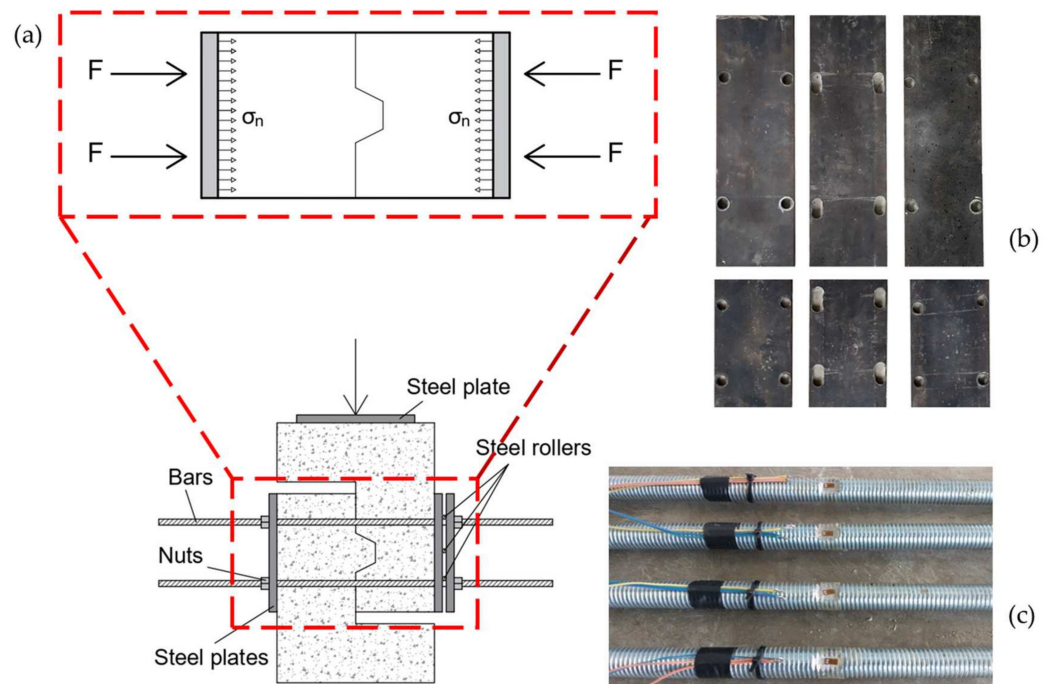 (a)
F
F
σn
σn
F
F
(b)
Steel plate
Steel rollers
Bars
Nuts
Steel plates
(c)